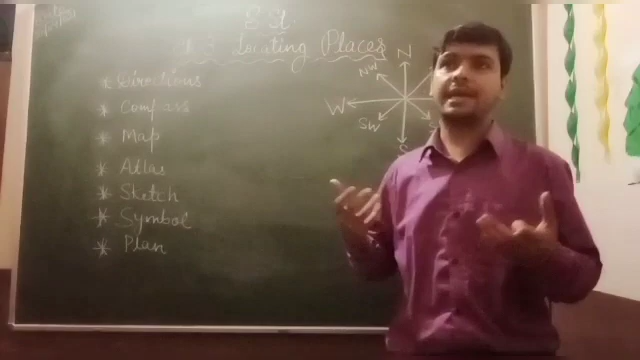 Locating Places
* Directions
* Compass
* Map
* Atlas
* Sketch
* Symbol
* Plan
N
NW
W
SW
S